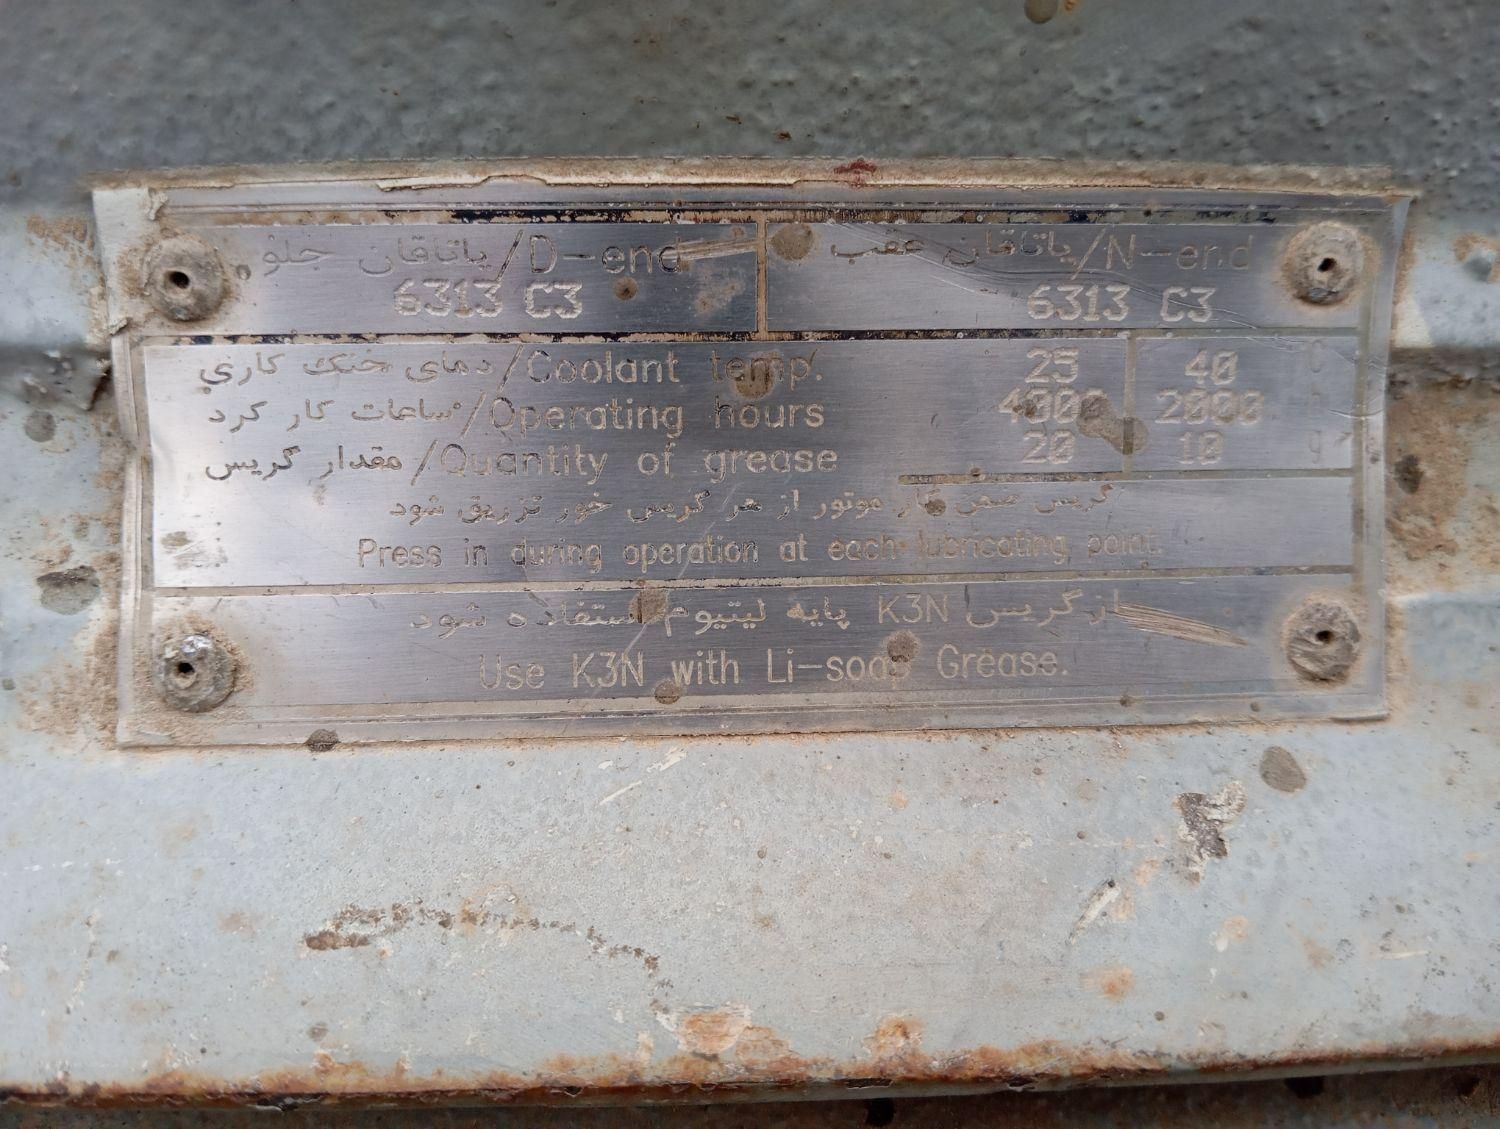 یاتاقان جلو/D-end
6313 C3
یاتاقان عقب/N-end
6313 C3
دمای خنک کاری/Coolant temp. 25 40 C
ساعات کار کرد/Operating hours 4000 2000 h
مقدار گریس/Quantity of grease 20 10 g
گریس ضمن کار موتور از هر گریس خور تزریق شود
Press in during operation at each lubricating point.
از گریس K3N پایه لیتیوم استفاده شود
Use K3N with Li-soap Grease.